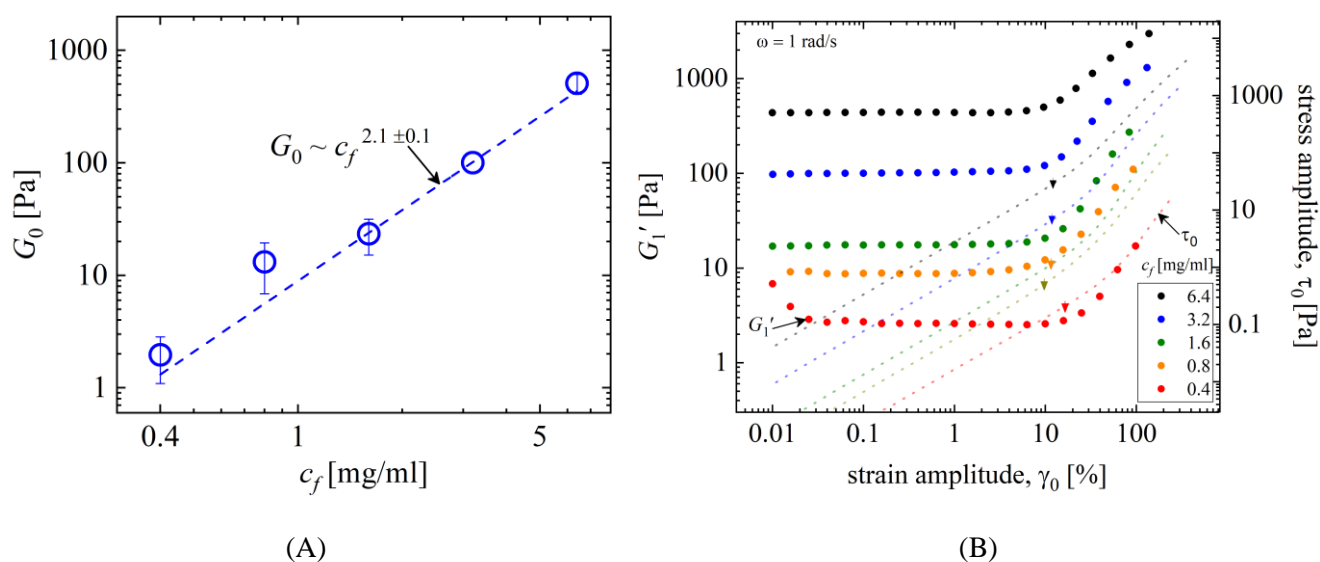 1000
100
10
1
G₀ [Pa]
G₀ ~ c_f^2.1 ±0.1
0.4
1
5
c_f [mg/ml]
(A)
ω = 1 rad/s
1000
100
10
1
G₁′ [Pa]
G₁′
τ₀
c_f [mg/ml]
6.4
3.2
1.6
0.8
0.4
1000
10
0.1
stress amplitude, τ₀ [Pa]
0.01
0.1
1
10
100
strain amplitude, γ₀ [%]
(B)